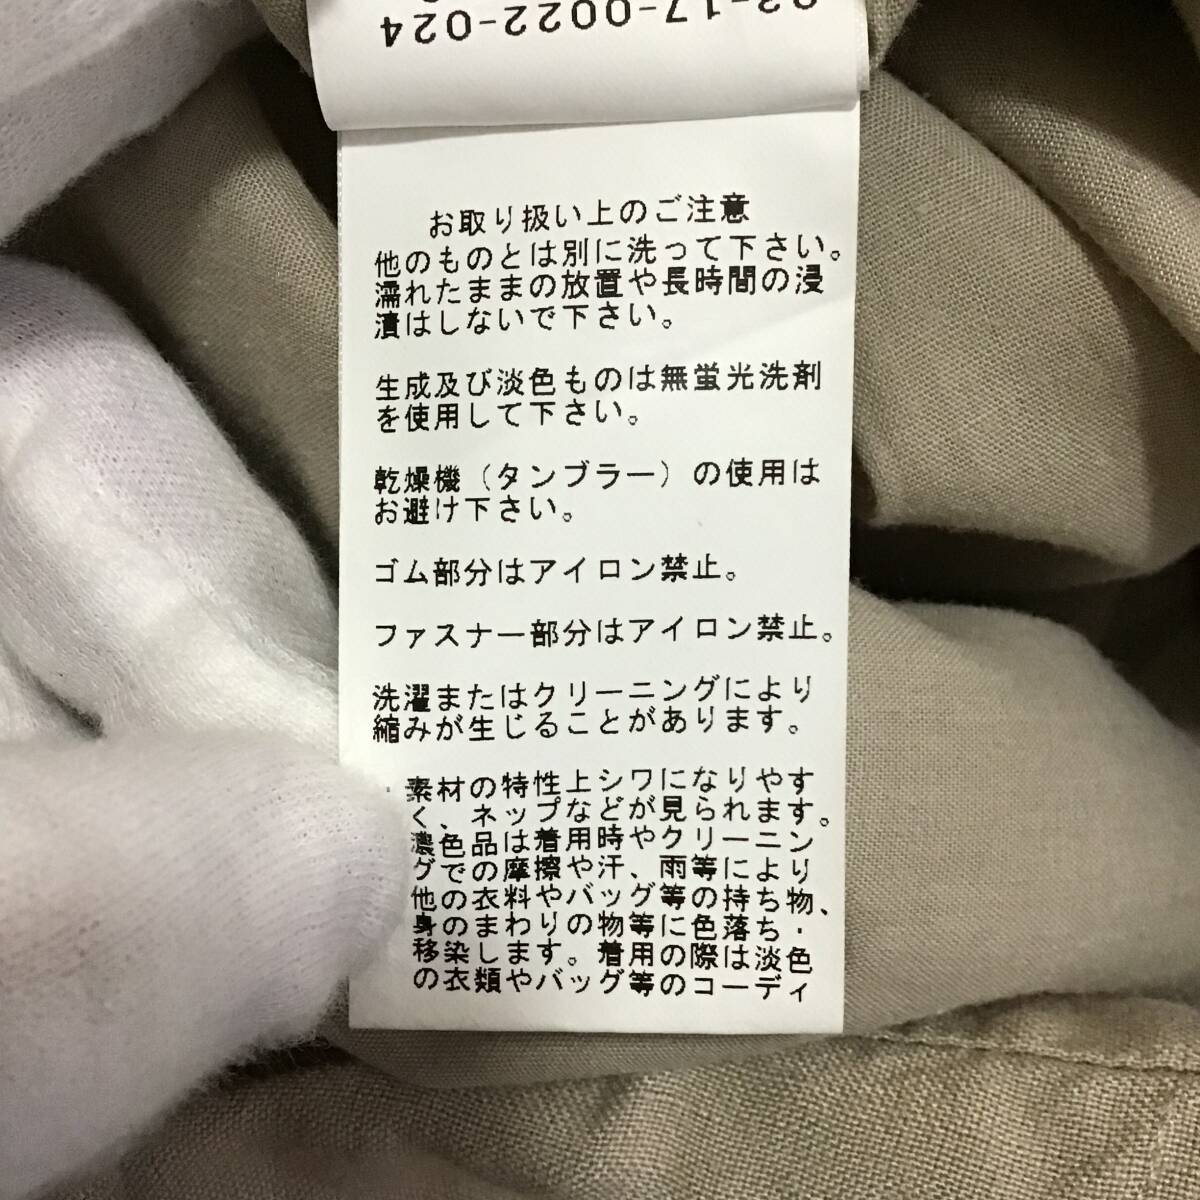 -17-0022-024
お取り扱い上のご注意
他のものとは別に洗って下さい。
濡れたままの放置や長時間の浸
漬はしないで下さい。
生成及び淡色ものは無蛍光洗剤
を使用して下さい。
乾燥機(タンブラー)の使用は
お避け下さい。
ゴム部分はアイロン禁止。
ファスナー部分はアイロン禁止。
洗濯またはクリーニングにより
縮みが生じることがあります。
・素材の特性上シワになりやす
く、ネップなどが見られます。
濃色品は着用時やクリーニン
グでの摩擦や汗、雨等により
他の衣料やバッグ等の持ち物、
身のまわりの物等に色落ち・
移染します。着用の際は淡色
の衣類やバッグ等のコーディ